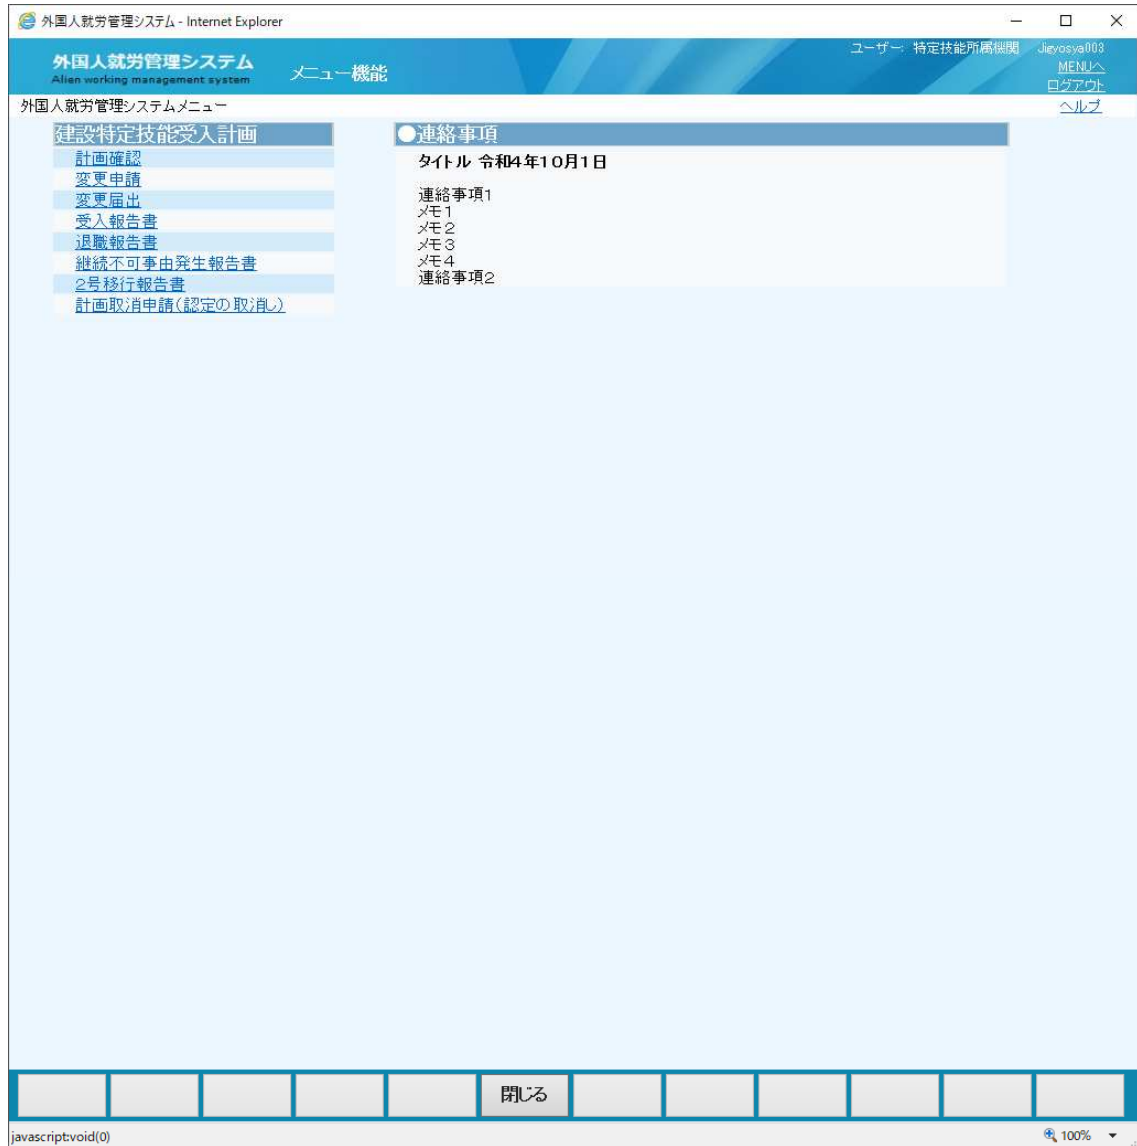 外国人就労管理システム - Internet Explorer
外国人就労管理システム
Alien working management system
メニュー機能
ユーザー: 特定技能所属機関 Jigyosya003
MENUへ
ログアウト
外国人就労管理システムメニュー
ヘルプ
建設特定技能受入計画
計画確認
変更申請
変更届出
受入報告書
退職報告書
継続不可事由発生報告書
2号移行報告書
計画取消申請(認定の取消し)
●連絡事項
タイトル 令和4年10月1日
連絡事項1
メモ1
メモ2
メモ3
メモ4
連絡事項2
閉じる
javascript:void(0)
100%